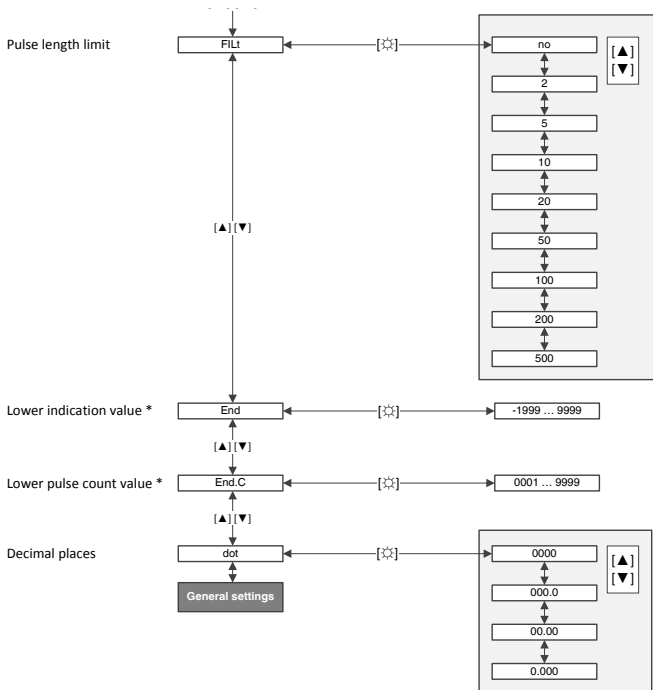 Pulse length limit
FILt
[☼]
no
[▲]
[▼]
2
5
10
20
[▲] [▼]
50
100
200
500
Lower indication value *
End
[☼]
-1999 ... 9999
[▲] [▼]
Lower pulse count value *
End.C
[☼]
0001 ... 9999
[▲] [▼]
Decimal places
dot
[☼]
0000
[▲]
[▼]
General settings
000.0
00.00
0.000